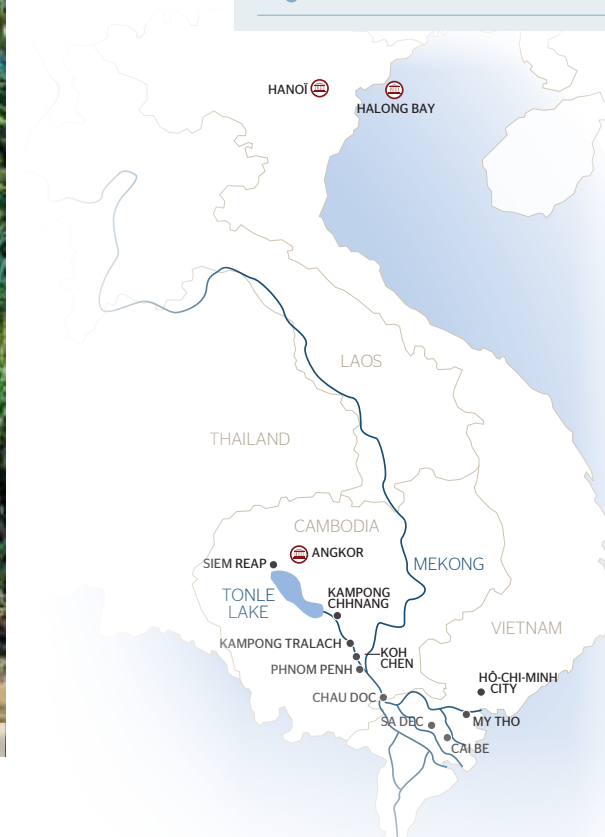 HANOÏ
HALONG BAY
LAOS
THAILAND
CAMBODIA
ANGKOR
SIEM REAP
MEKONG
TONLE
LAKE
KAMPONG
CHHNANG
VIETNAM
KAMPONG TRALACH
KOH
CHEN
PHNOM PENH
HÔ-CHI-MINH
CITY
CHAU DOC
SA DEC
MY THO
CAI BE